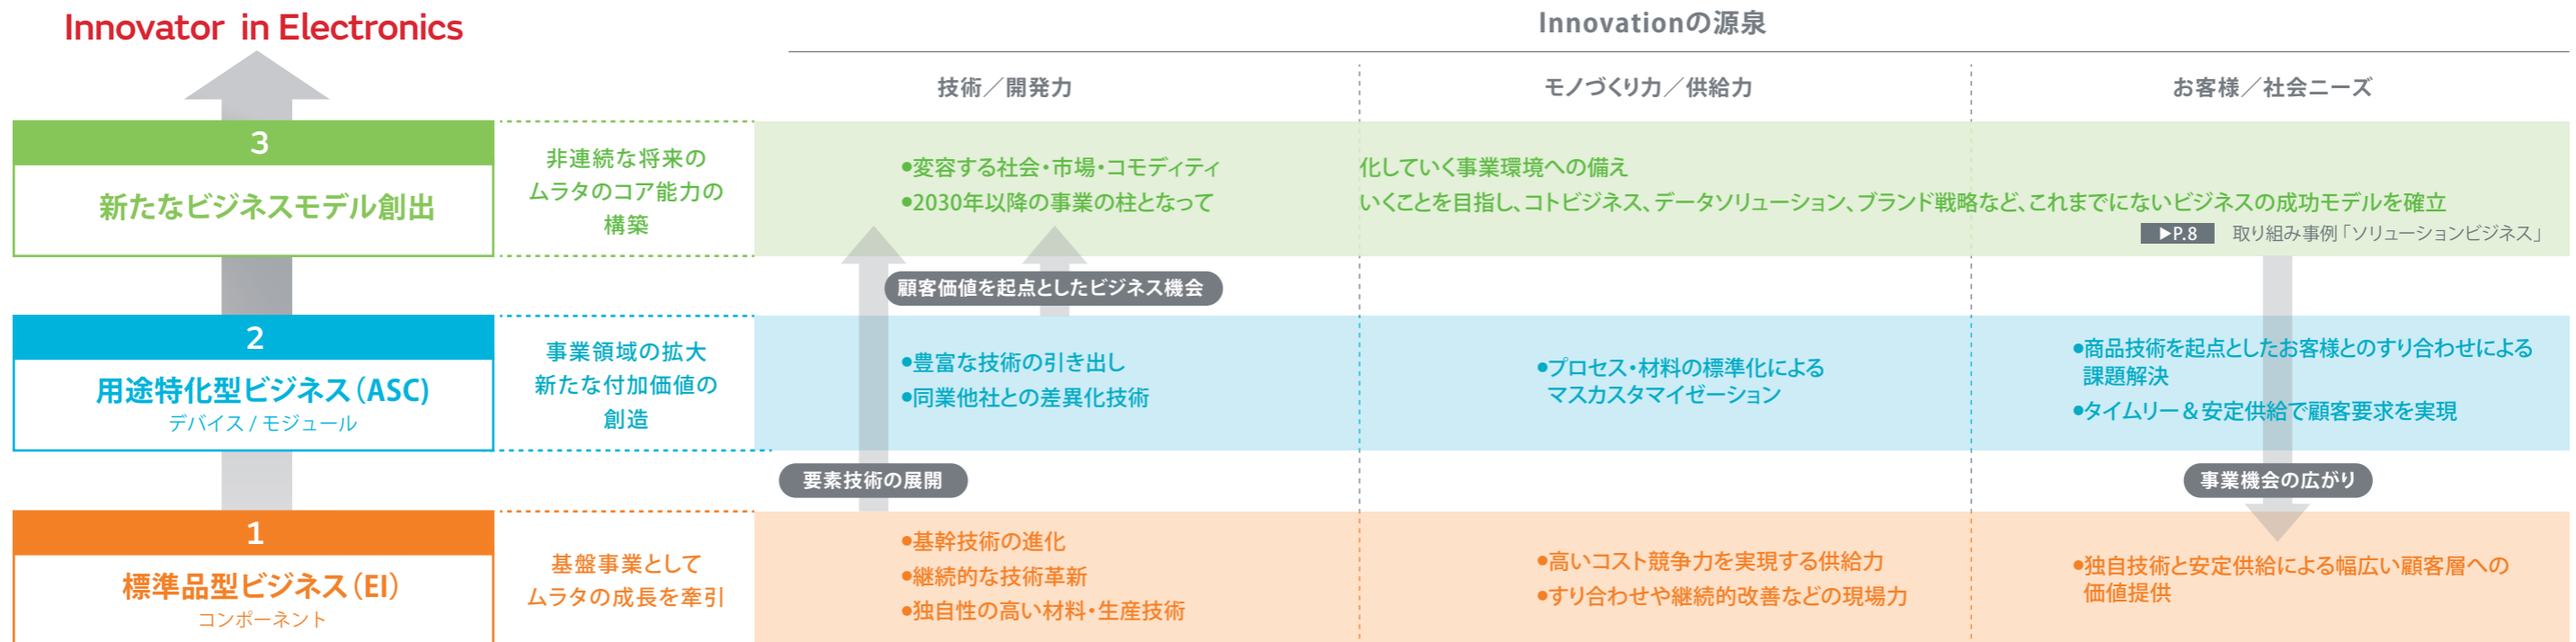 Innovator in Electronics
Innovationの源泉
技術／開発力
モノづくり力／供給力
お客様／社会ニーズ
3
新たなビジネスモデル創出
非連続な将来の
ムラタのコア能力の
構築
●変容する社会・市場・コモディティ化していく事業環境への備え
●2030年以降の事業の柱となっていくことを目指し、コトビジネス、データソリューション、ブランド戦略など、これまでにないビジネスの成功モデルを確立
▶P.8 取り組み事例「ソリューションビジネス」
顧客価値を起点としたビジネス機会
2
用途特化型ビジネス（ASC)
デバイス / モジュール
事業領域の拡大
新たな付加価値の
創造
●豊富な技術の引き出し
●同業他社との差異化技術
●プロセス・材料の標準化による
マスカスタマイゼーション
●商品技術を起点としたお客様とのすり合わせによる
課題解決
●タイムリー＆安定供給で顧客要求を実現
要素技術の展開
事業機会の広がり
1
標準品型ビジネス（EI）
コンポーネント
基盤事業として
ムラタの成長を牽引
●基幹技術の進化
●継続的な技術革新
●独自性の高い材料・生産技術
●高いコスト競争力を実現する供給力
●すり合わせや継続的改善などの現場力
●独自技術と安定供給による幅広い顧客層への
価値提供